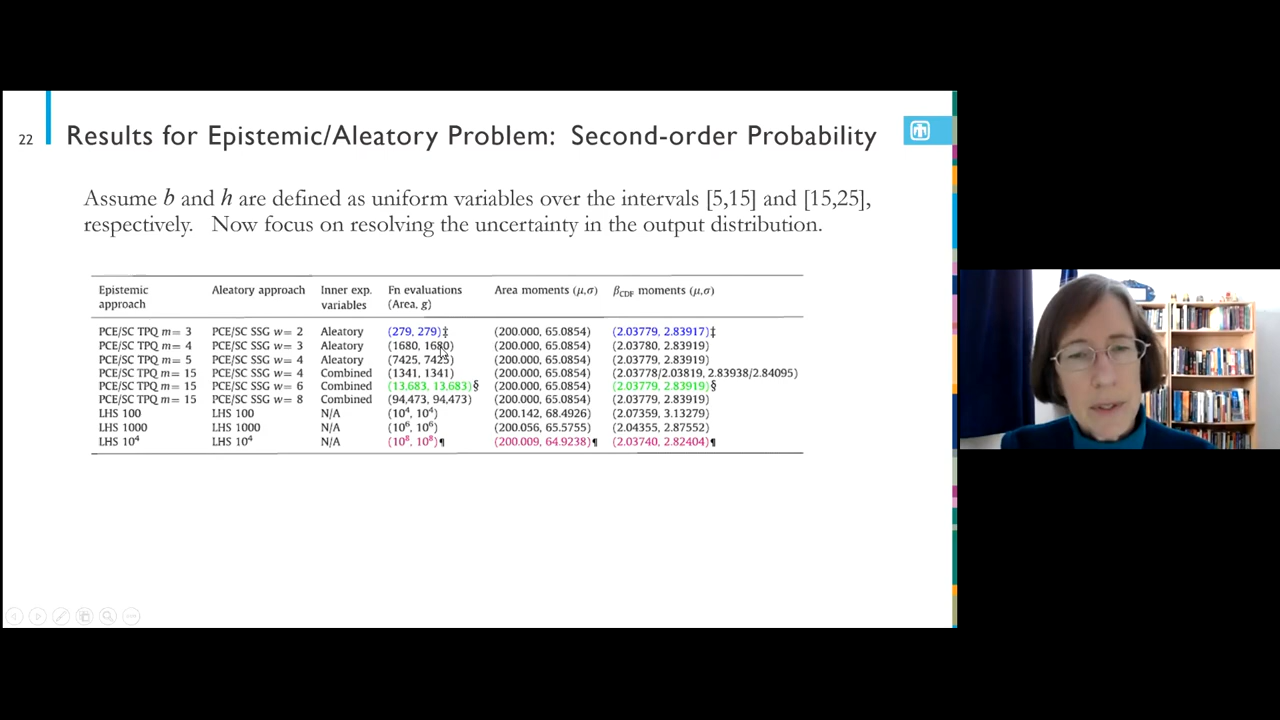 22
Results for Epistemic/Aleatory Problem: Second-order Probability
Assume b and h are defined as uniform variables over the intervals [5,15] and [15,25],
respectively. Now focus on resolving the uncertainty in the output distribution.
Epistemic approach Aleatory approach Inner exp. variables Fn evaluations (Area, g) Area moments (μ,σ) βCDF moments (μ,σ)
PCE/SC TPQ m= 3 PCE/SC SSG w= 2 Aleatory (279, 279)‡ (200.000, 65.0854) (2.03779, 2.83917)‡
PCE/SC TPQ m= 4 PCE/SC SSG w= 3 Aleatory (1680, 1680) (200.000, 65.0854) (2.03780, 2.83919)
PCE/SC TPQ m= 5 PCE/SC SSG w= 4 Aleatory (7425, 7425) (200.000, 65.0854) (2.03779, 2.83919)
PCE/SC TPQ m= 15 PCE/SC SSG w= 4 Combined (1341, 1341) (200.000, 65.0854) (2.03778/2.03819, 2.83938/2.84095)
PCE/SC TPQ m= 15 PCE/SC SSG w= 6 Combined (13,683, 13,683)§ (200.000, 65.0854) (2.03779, 2.83919)§
PCE/SC TPQ m= 15 PCE/SC SSG w= 8 Combined (94,473, 94,473) (200.000, 65.0854) (2.03779, 2.83919)
LHS 100 LHS 100 N/A (10⁴, 10⁴) (200.142, 68.4926) (2.07359, 3.13279)
LHS 1000 LHS 1000 N/A (10⁶, 10⁶) (200.056, 65.5755) (2.04355, 2.87552)
LHS 10⁴ LHS 10⁴ N/A (10⁸, 10⁸)¶ (200.009, 64.9238)¶ (2.03740, 2.82404)¶